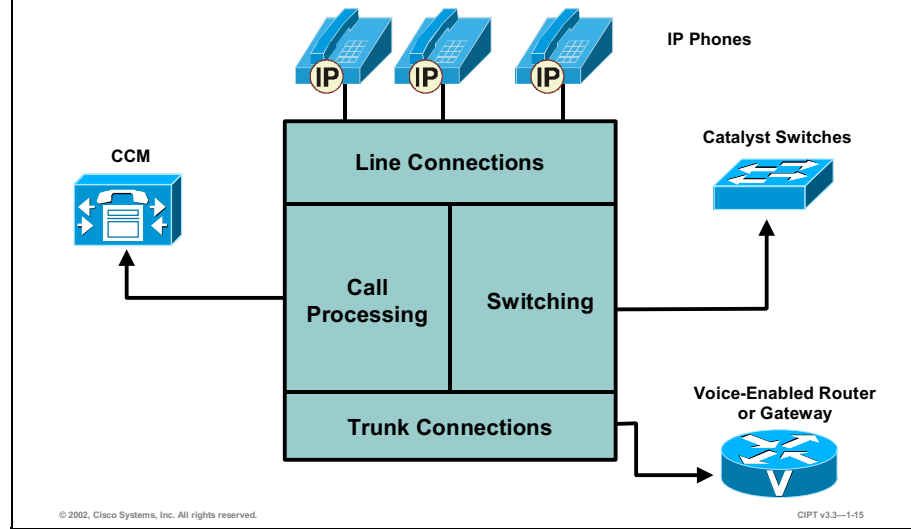 IP Phones
IP
IP
IP
CCM
Line Connections
Catalyst Switches
Call
Processing
Switching
Voice-Enabled Router
or Gateway
Trunk Connections
V
© 2002, Cisco Systems, Inc. All rights reserved.
CIPT v3.3—1-15